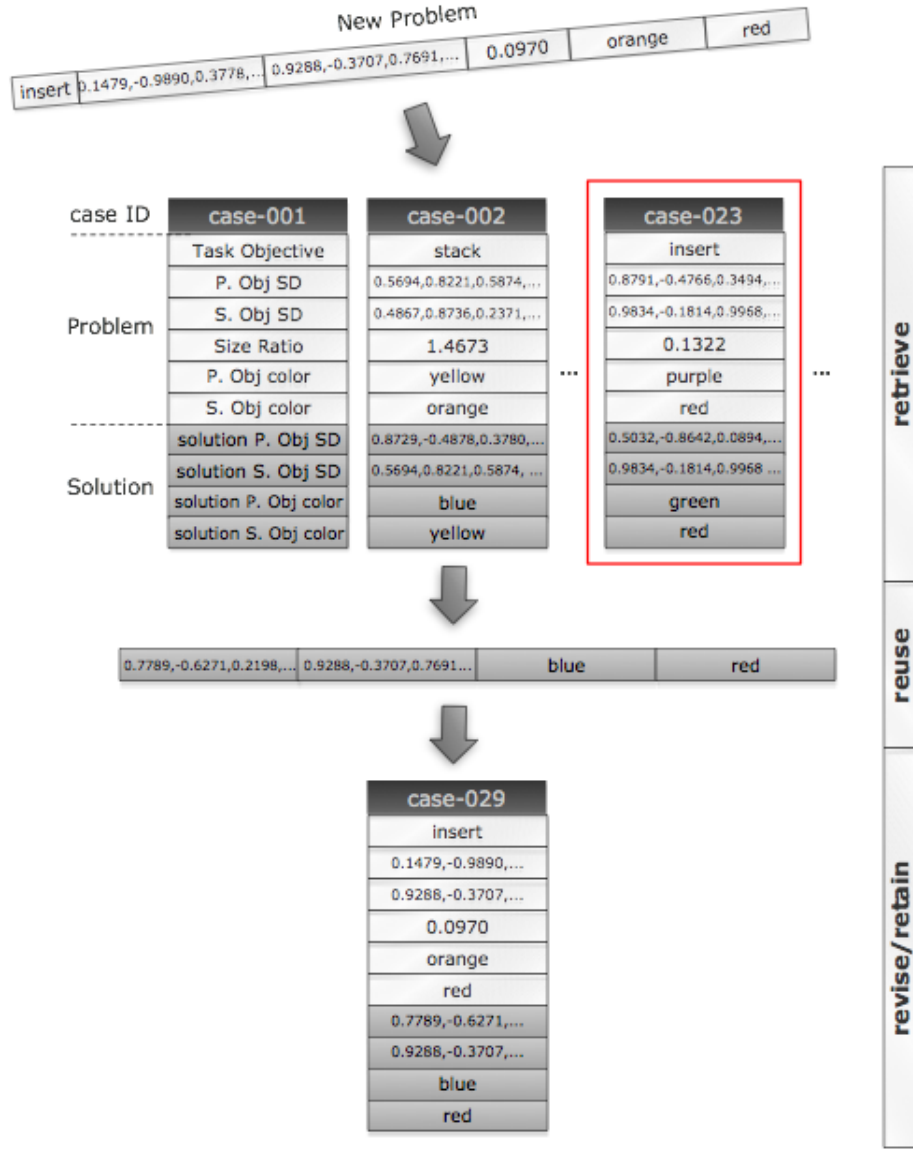 New Problem
insert 0.1479,-0.9890,0.3778,... 0.9288,-0.3707,0.7691,... 0.0970 orange red
case ID case-001 case-002 case-023
Task Objective stack insert
P. Obj SD 0.5694,0.8221,0.5874,... 0.8791,-0.4766,0.3494,...
S. Obj SD 0.4867,0.8736,0.2371,... 0.9834,-0.1814,0.9968,...
Problem
Size Ratio 1.4673 0.1322
P. Obj color yellow ... purple ...
S. Obj color orange red
solution P. Obj SD 0.8729,-0.4878,0.3780,... 0.5032,-0.8642,0.0894,...
solution S. Obj SD 0.5694,0.8221,0.5874, ... 0.9834,-0.1814,0.9968 ...
Solution
solution P. Obj color blue green
solution S. Obj color yellow red
retrieve
0.7789,-0.6271,0.2198,... 0.9288,-0.3707,0.7691... blue red
reuse
case-029
insert
0.1479,-0.9890,...
0.9288,-0.3707,...
0.0970
orange
red
0.7789,-0.6271,...
0.9288,-0.3707,...
blue
red
revise/retain